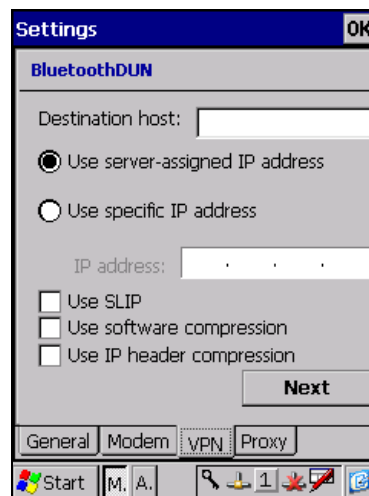 Settings OK
BluetoothDUN
Destination host:
Use server-assigned IP address
Use specific IP address
IP address: . . .
Use SLIP
Use software compression
Use IP header compression
Next
General Modem VPN Proxy
Start M. A. 1